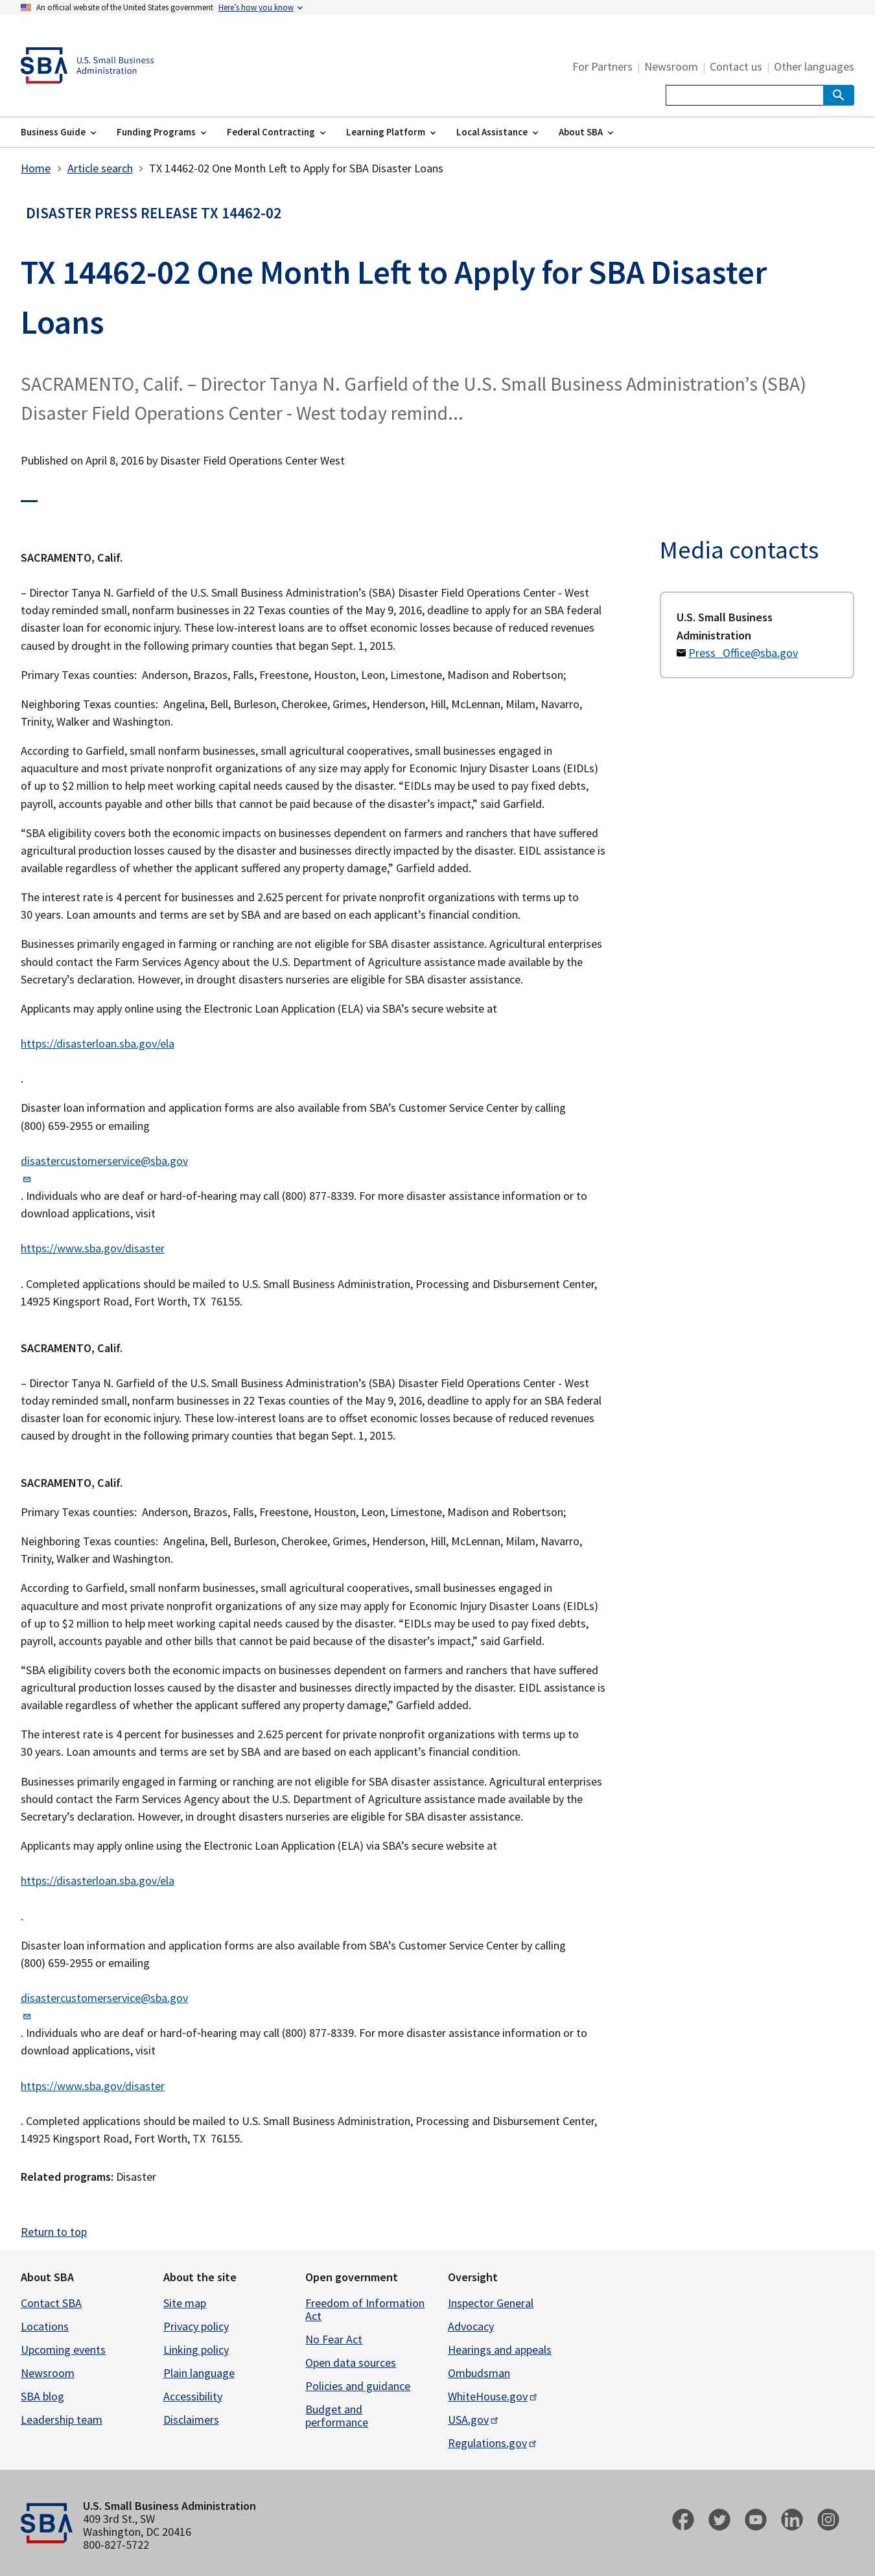 An official website of the United States government Here's how you know
SBA U.S. Small Business
Administration
For Partners | Newsroom | Contact us | Other languages
Business Guide Funding Programs Federal Contracting Learning Platform Local Assistance About SBA
Home > Article search > TX 14462-02 One Month Left to Apply for SBA Disaster Loans
DISASTER PRESS RELEASE TX 14462-02
TX 14462-02 One Month Left to Apply for SBA Disaster
Loans
SACRAMENTO, Calif. – Director Tanya N. Garfield of the U.S. Small Business Administration's (SBA)
Disaster Field Operations Center - West today remind...
Published on April 8, 2016 by Disaster Field Operations Center West
SACRAMENTO, Calif.
– Director Tanya N. Garfield of the U.S. Small Business Administration's (SBA) Disaster Field Operations Center - West
today reminded small, nonfarm businesses in 22 Texas counties of the May 9, 2016, deadline to apply for an SBA federal
disaster loan for economic injury. These low-interest loans are to offset economic losses because of reduced revenues
caused by drought in the following primary counties that began Sept. 1, 2015.
Primary Texas counties:  Anderson, Brazos, Falls, Freestone, Houston, Leon, Limestone, Madison and Robertson;
Neighboring Texas counties:  Angelina, Bell, Burleson, Cherokee, Grimes, Henderson, Hill, McLennan, Milam, Navarro,
Trinity, Walker and Washington.
According to Garfield, small nonfarm businesses, small agricultural cooperatives, small businesses engaged in
aquaculture and most private nonprofit organizations of any size may apply for Economic Injury Disaster Loans (EIDLs)
of up to $2 million to help meet working capital needs caused by the disaster. “EIDLs may be used to pay fixed debts,
payroll, accounts payable and other bills that cannot be paid because of the disaster's impact,” said Garfield.
“SBA eligibility covers both the economic impacts on businesses dependent on farmers and ranchers that have suffered
agricultural production losses caused by the disaster and businesses directly impacted by the disaster. EIDL assistance is
available regardless of whether the applicant suffered any property damage,” Garfield added.
The interest rate is 4 percent for businesses and 2.625 percent for private nonprofit organizations with terms up to
30 years. Loan amounts and terms are set by SBA and are based on each applicant's financial condition.
Businesses primarily engaged in farming or ranching are not eligible for SBA disaster assistance. Agricultural enterprises
should contact the Farm Services Agency about the U.S. Department of Agriculture assistance made available by the
Secretary's declaration. However, in drought disasters nurseries are eligible for SBA disaster assistance.
Applicants may apply online using the Electronic Loan Application (ELA) via SBA's secure website at
https://disasterloan.sba.gov/ela
.
Disaster loan information and application forms are also available from SBA's Customer Service Center by calling
(800) 659-2955 or emailing
disastercustomerservice@sba.gov
. Individuals who are deaf or hard-of-hearing may call (800) 877-8339. For more disaster assistance information or to
download applications, visit
https://www.sba.gov/disaster
. Completed applications should be mailed to U.S. Small Business Administration, Processing and Disbursement Center,
14925 Kingsport Road, Fort Worth, TX  76155.
SACRAMENTO, Calif.
– Director Tanya N. Garfield of the U.S. Small Business Administration's (SBA) Disaster Field Operations Center - West
today reminded small, nonfarm businesses in 22 Texas counties of the May 9, 2016, deadline to apply for an SBA federal
disaster loan for economic injury. These low-interest loans are to offset economic losses because of reduced revenues
caused by drought in the following primary counties that began Sept. 1, 2015.
SACRAMENTO, Calif.
Primary Texas counties:  Anderson, Brazos, Falls, Freestone, Houston, Leon, Limestone, Madison and Robertson;
Neighboring Texas counties:  Angelina, Bell, Burleson, Cherokee, Grimes, Henderson, Hill, McLennan, Milam, Navarro,
Trinity, Walker and Washington.
According to Garfield, small nonfarm businesses, small agricultural cooperatives, small businesses engaged in
aquaculture and most private nonprofit organizations of any size may apply for Economic Injury Disaster Loans (EIDLs)
of up to $2 million to help meet working capital needs caused by the disaster. “EIDLs may be used to pay fixed debts,
payroll, accounts payable and other bills that cannot be paid because of the disaster's impact,” said Garfield.
“SBA eligibility covers both the economic impacts on businesses dependent on farmers and ranchers that have suffered
agricultural production losses caused by the disaster and businesses directly impacted by the disaster. EIDL assistance is
available regardless of whether the applicant suffered any property damage,” Garfield added.
The interest rate is 4 percent for businesses and 2.625 percent for private nonprofit organizations with terms up to
30 years. Loan amounts and terms are set by SBA and are based on each applicant's financial condition.
Businesses primarily engaged in farming or ranching are not eligible for SBA disaster assistance. Agricultural enterprises
should contact the Farm Services Agency about the U.S. Department of Agriculture assistance made available by the
Secretary's declaration. However, in drought disasters nurseries are eligible for SBA disaster assistance.
Applicants may apply online using the Electronic Loan Application (ELA) via SBA's secure website at
https://disasterloan.sba.gov/ela
.
Disaster loan information and application forms are also available from SBA's Customer Service Center by calling
(800) 659-2955 or emailing
disastercustomerservice@sba.gov
. Individuals who are deaf or hard-of-hearing may call (800) 877-8339. For more disaster assistance information or to
download applications, visit
https://www.sba.gov/disaster
. Completed applications should be mailed to U.S. Small Business Administration, Processing and Disbursement Center,
14925 Kingsport Road, Fort Worth, TX  76155.
Related programs: Disaster
Media contacts
U.S. Small Business
Administration
Press_Office@sba.gov
Return to top
About SBA
Contact SBA
Locations
Upcoming events
Newsroom
SBA blog
Leadership team
About the site
Site map
Privacy policy
Linking policy
Plain language
Accessibility
Disclaimers
Open government
Freedom of Information
Act
No Fear Act
Open data sources
Policies and guidance
Budget and
performance
Oversight
Inspector General
Advocacy
Hearings and appeals
Ombudsman
WhiteHouse.gov
USA.gov
Regulations.gov
SBA
U.S. Small Business Administration
409 3rd St., SW
Washington, DC 20416
800-827-5722